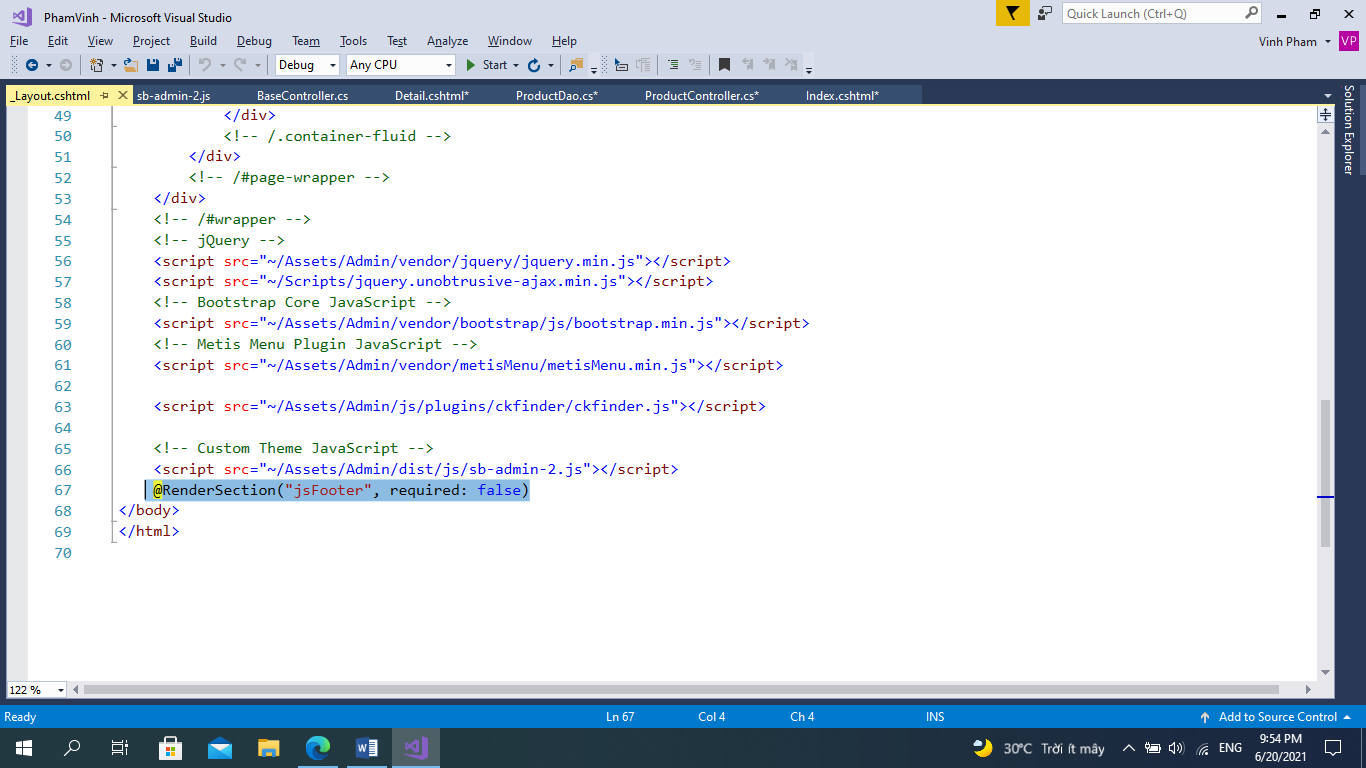 PhamVinh - Microsoft Visual Studio
Quick Launch (Ctrl+Q)
File Edit View Project Build Debug Team Tools Test Analyze Window Help
Vinh Pham VP
Debug Any CPU Start
_Layout.cshtml sb-admin-2.js BaseController.cs Detail.cshtml* ProductDao.cs* ProductController.cs* Index.cshtml*
Solution Explorer
49 </div>
50 <!-- /.container-fluid -->
51 </div>
52 <!-- /#page-wrapper -->
53 </div>
54 <!-- /#wrapper -->
55 <!-- jQuery -->
56 <script src="~/Assets/Admin/vendor/jquery/jquery.min.js"></script>
57 <script src="~/Scripts/jquery.unobtrusive-ajax.min.js"></script>
58 <!-- Bootstrap Core JavaScript -->
59 <script src="~/Assets/Admin/vendor/bootstrap/js/bootstrap.min.js"></script>
60 <!-- Metis Menu Plugin JavaScript -->
61 <script src="~/Assets/Admin/vendor/metisMenu/metisMenu.min.js"></script>
62
63 <script src="~/Assets/Admin/js/plugins/ckfinder/ckfinder.js"></script>
64
65 <!-- Custom Theme JavaScript -->
66 <script src="~/Assets/Admin/dist/js/sb-admin-2.js"></script>
67 @RenderSection("jsFooter", required: false)
68 </body>
69 </html>
70
122 %
Ready Ln 67 Col 4 Ch 4 INS Add to Source Control
30°C Trời ít mây ENG 9:54 PM
6/20/2021